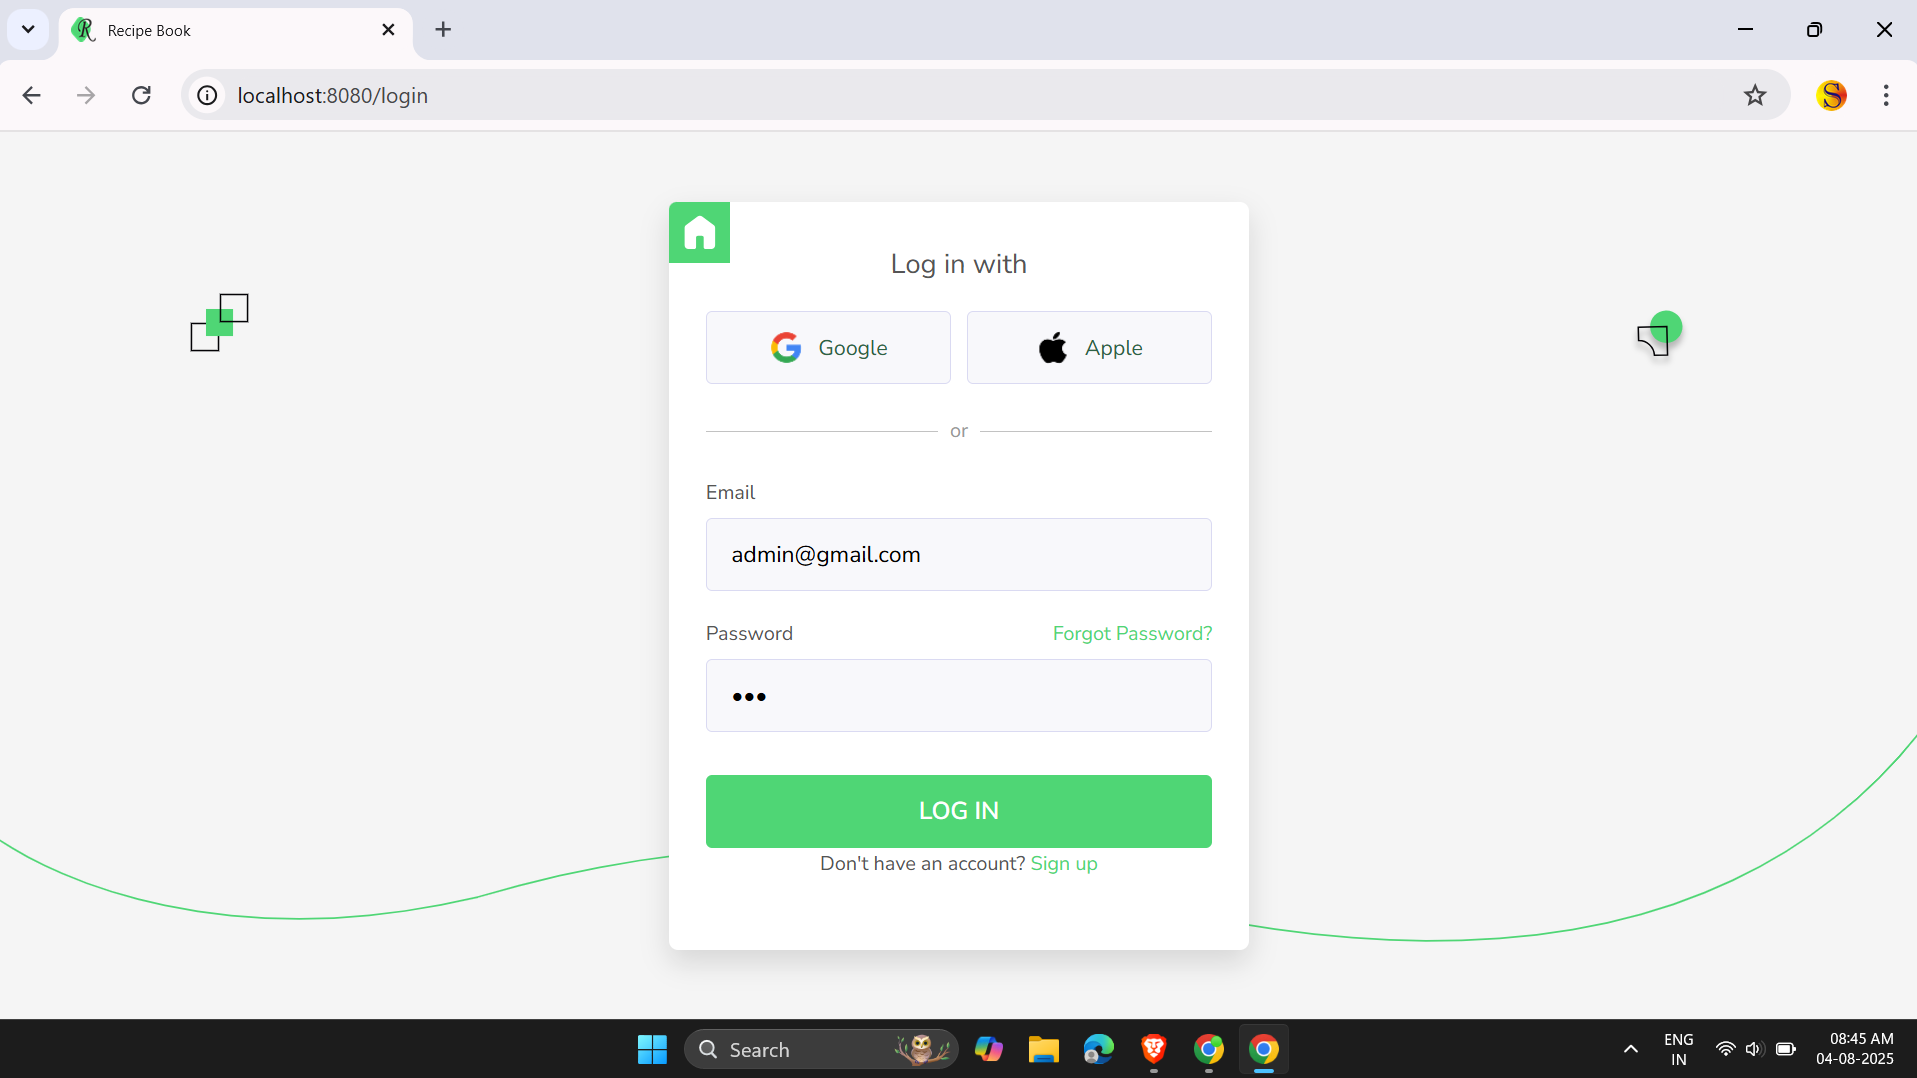 Recipe Book
localhost:8080/login
Log in with
Google
Apple
or
Email
admin@gmail.com
Password
Forgot Password?
•••
LOG IN
Don't have an account? Sign up
Search
ENG
IN
08:45 AM
04-08-2025